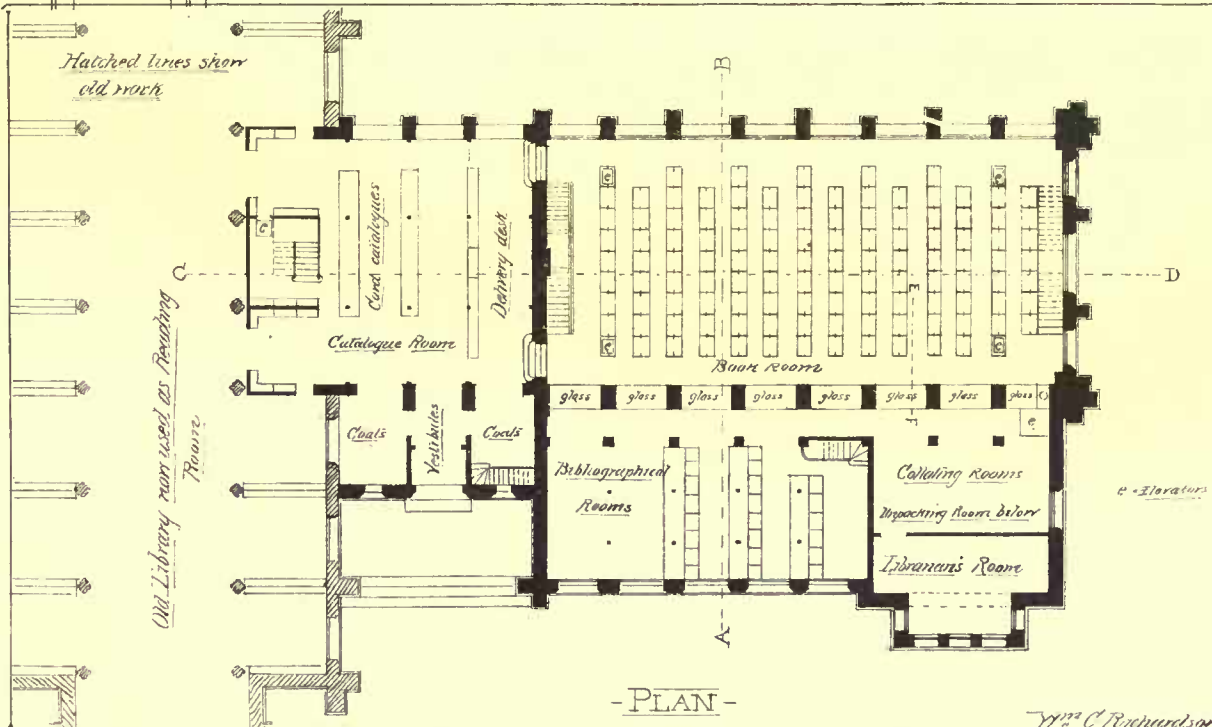 Hatched lines show
old work
B
C
D
A
E
F
e
e
e
e
e
e
Card catalogues
Delivery desk
Catalogue Room
Book Room
glass glass glass glass glass glass glass glass
Coats
Vestibules
Coats
Bibliographical
Rooms
Collating Rooms
Unpacking Room below
Librarian's Room
e - Elevators
Old Library now used as Reading
Room
- PLAN -
Wm C Richardson